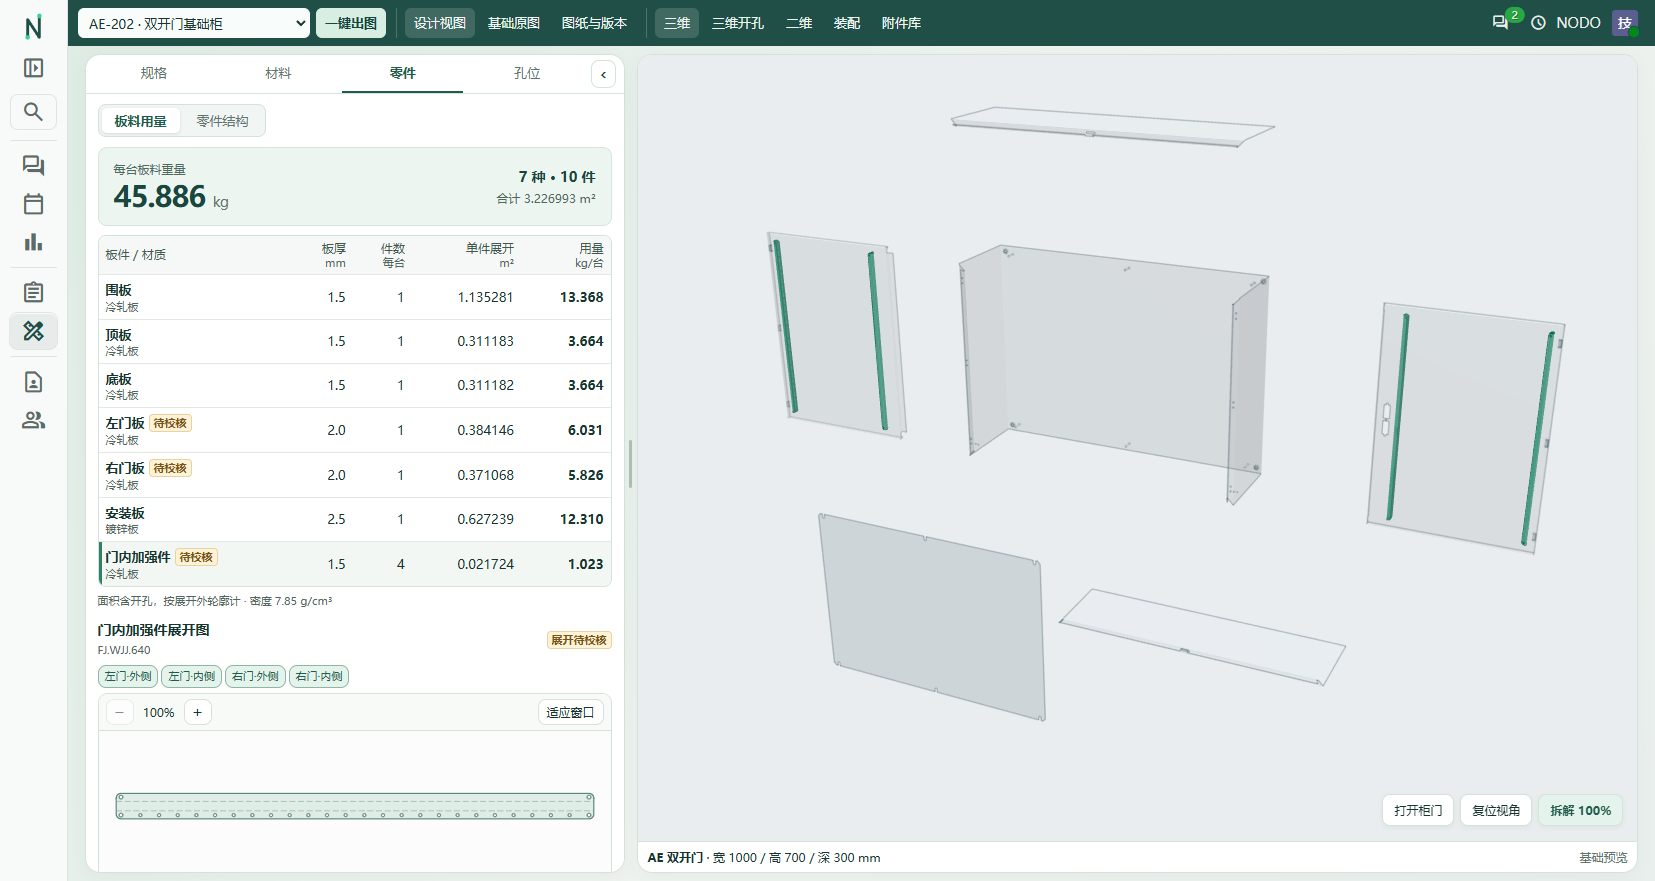 AE-202 · 双开门基础柜
一键出图
设计视图
基础原图
图纸与版本
三维
三维开孔
二维
装配
附件库
2
NODO
技
规格
材料
零件
孔位
板料用量
零件结构
每台板料重量
45.886 kg
7 种 • 10 件
合计 3.226993 m²
板件 / 材质
板厚 mm
件数 每台
单件展开 m²
用量 kg/台
围板
冷轧板
1.5 1 1.135281 13.368
顶板
冷轧板
1.5 1 0.311183 3.664
底板
冷轧板
1.5 1 0.311182 3.664
左门板 待校核
冷轧板
2.0 1 0.384146 6.031
右门板 待校核
冷轧板
2.0 1 0.371068 5.826
安装板
镀锌板
2.5 1 0.627239 12.310
门内加强件 待校核
冷轧板
1.5 4 0.021724 1.023
面积含开孔，按展开外轮廓计 · 密度 7.85 g/cm³
门内加强件展开图
FJ.WJJ.640
展开待校核
左门·外侧
左门·内侧
右门·外侧
右门·内侧
− 100% +
适应窗口
打开柜门
复位视角
拆解 100%
AE 双开门 · 宽 1000 / 高 700 / 深 300 mm
基础预览